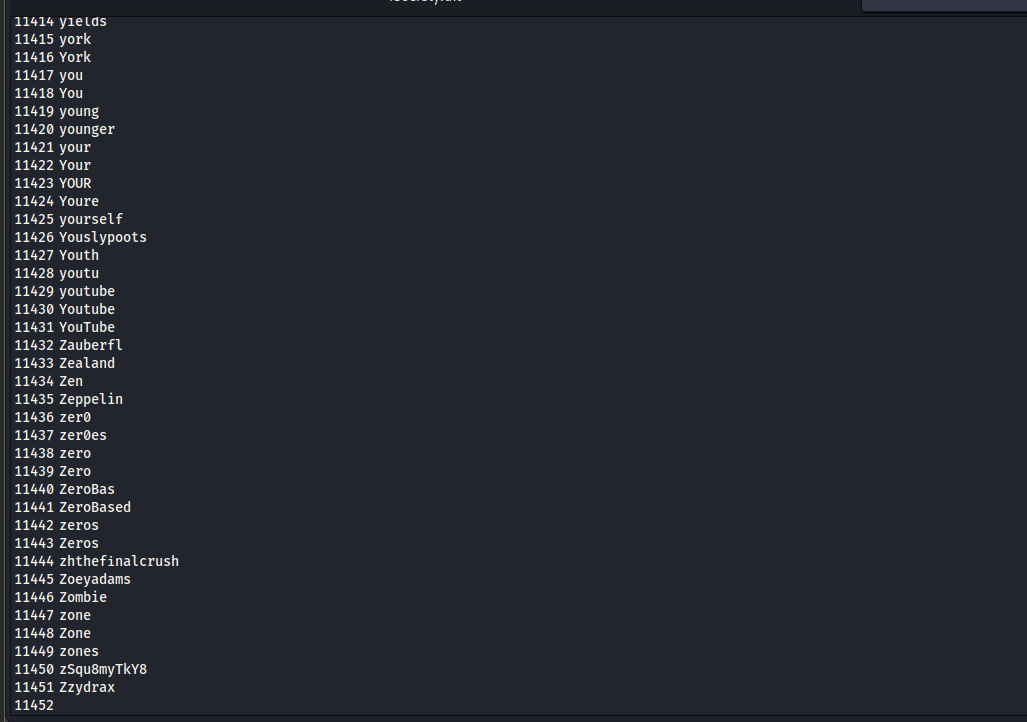 11414 yields
11415 york
11416 York
11417 you
11418 You
11419 young
11420 younger
11421 your
11422 Your
11423 YOUR
11424 Youre
11425 yourself
11426 Youslypoots
11427 Youth
11428 youtu
11429 youtube
11430 Youtube
11431 YouTube
11432 Zauberfl
11433 Zealand
11434 Zen
11435 Zeppelin
11436 zer0
11437 zer0es
11438 zero
11439 Zero
11440 ZeroBas
11441 ZeroBased
11442 zeros
11443 Zeros
11444 zhthefinalcrush
11445 Zoeyadams
11446 Zombie
11447 zone
11448 Zone
11449 zones
11450 zSqu8myTkY8
11451 Zzydrax
11452